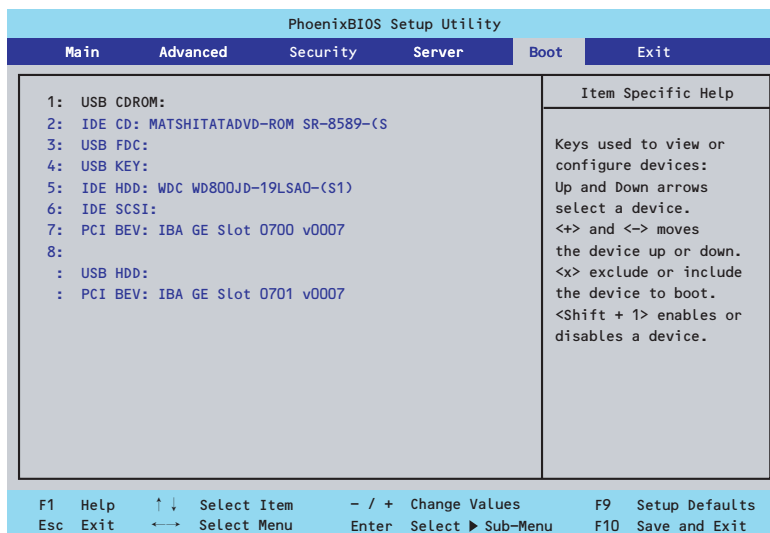 PhoenixBIOS Setup Utility
Main Advanced Security Server Boot Exit
1: USB CDROM:
2: IDE CD: MATSHITATADVD-ROM SR-8589-(S
3: USB FDC:
4: USB KEY:
5: IDE HDD: WDC WD800JD-19LSA0-(S1)
6: IDE SCSI:
7: PCI BEV: IBA GE Slot 0700 v0007
8:
: USB HDD:
: PCI BEV: IBA GE Slot 0701 v0007
Item Specific Help
Keys used to view or
configure devices:
Up and Down arrows
select a device.
<+> and <-> moves
the device up or down.
<x> exclude or include
the device to boot.
<Shift + 1> enables or
disables a device.
F1 Help ↑↓ Select Item - / + Change Values F9 Setup Defaults
Esc Exit ←→ Select Menu Enter Select ▶ Sub-Menu F10 Save and Exit